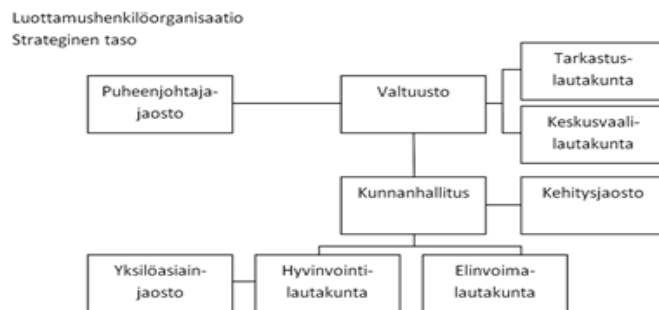 Luottamushenkilöorganisaatio
Strateginen taso
Puheenjohtaja-
jaosto
Valtuusto
Tarkastus-
lautakunta
Keskusvaali-
lautakunta
Kunnanhallitus
Kehitysjaosto
Yksilöasiain-
jaosto
Hyvinvointi-
lautakunta
Elinvoima-
lautakunta